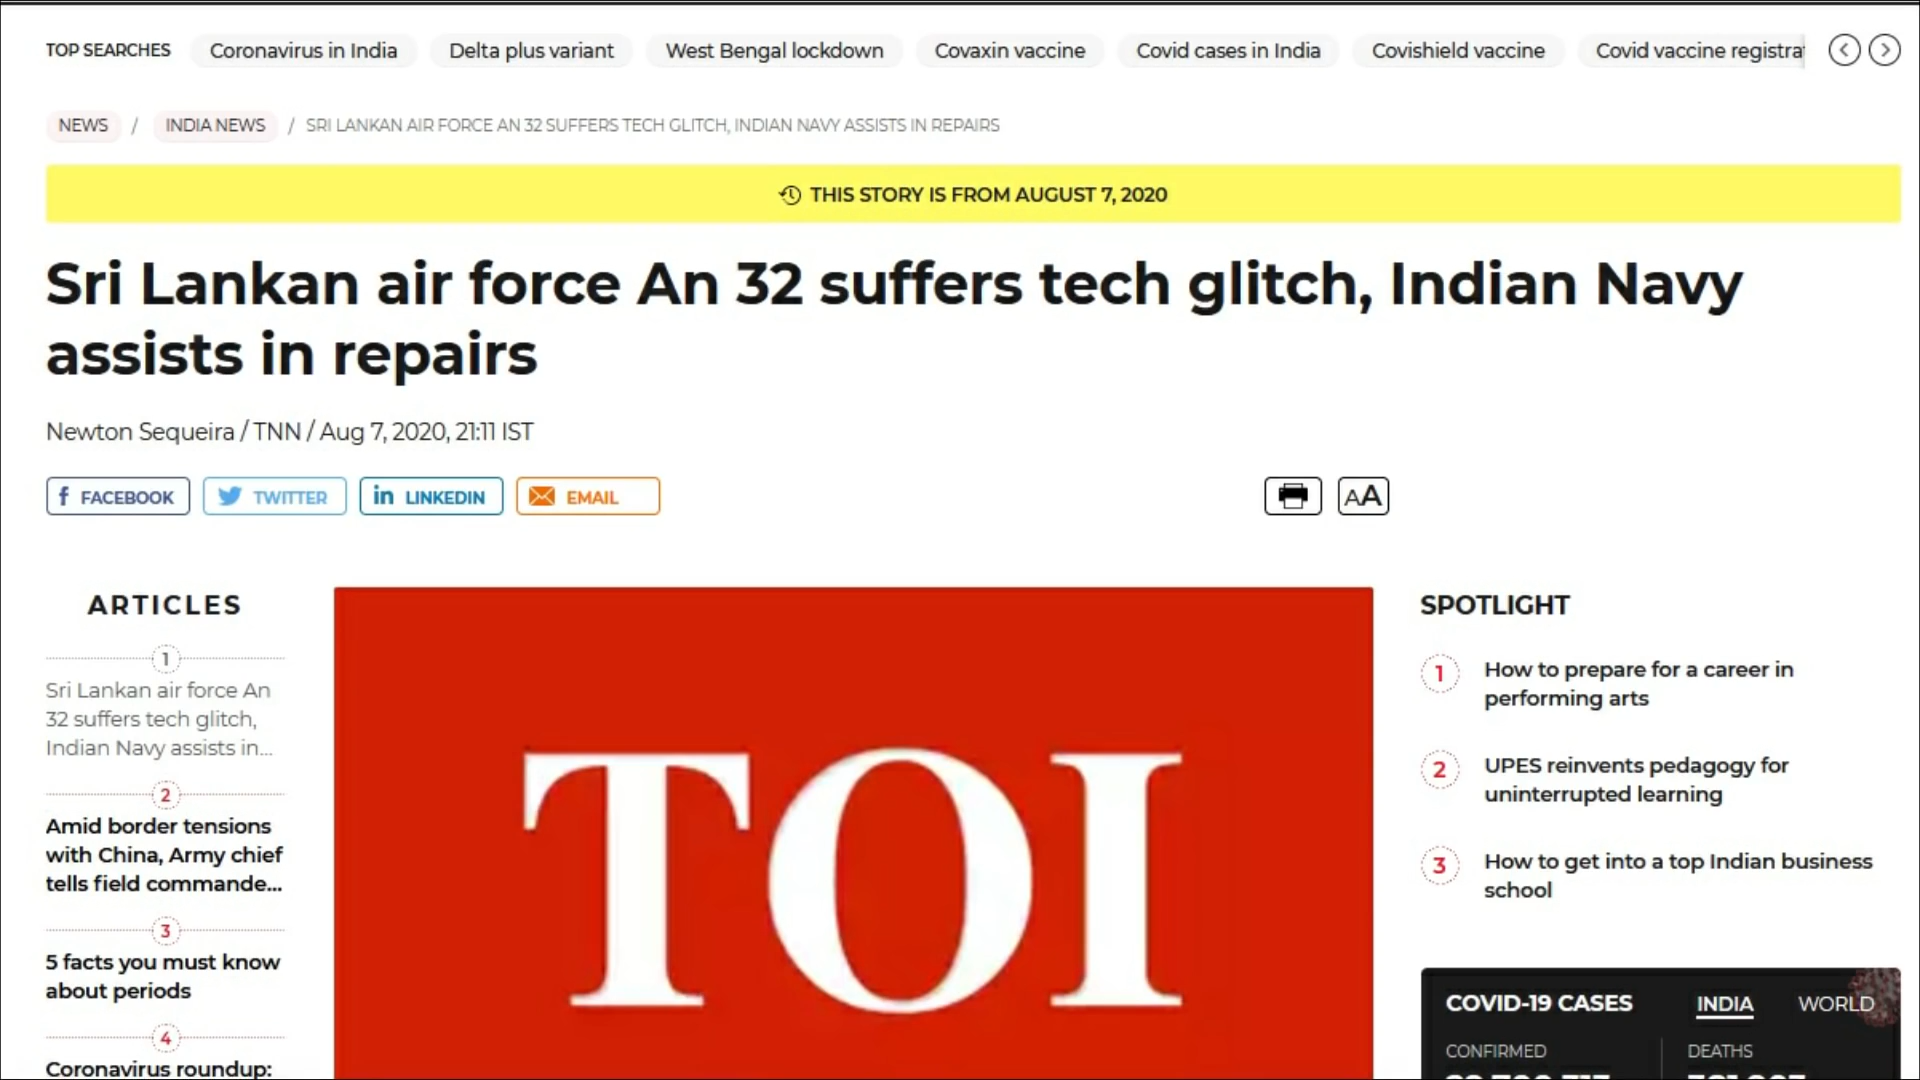 TOP SEARCHES Coronavirus in India Delta plus variant West Bengal lockdown Covaxin vaccine Covid cases in India Covishield vaccine Covid vaccine registra
NEWS / INDIA NEWS / SRI LANKAN AIR FORCE AN 32 SUFFERS TECH GLITCH, INDIAN NAVY ASSISTS IN REPAIRS
THIS STORY IS FROM AUGUST 7, 2020
Sri Lankan air force An 32 suffers tech glitch, Indian Navy
assists in repairs
Newton Sequeira / TNN / Aug 7, 2020, 21:11 IST
f FACEBOOK TWITTER in LINKEDIN EMAIL
AA
ARTICLES
1
Sri Lankan air force An
32 suffers tech glitch,
Indian Navy assists in...
2
Amid border tensions
with China, Army chief
tells field commande...
3
5 facts you must know
about periods
4
Coronavirus roundup:
TOI
SPOTLIGHT
1 How to prepare for a career in
performing arts
2 UPES reinvents pedagogy for
uninterrupted learning
3 How to get into a top Indian business
school
COVID-19 CASES INDIA WORLD
CONFIRMED DEATHS